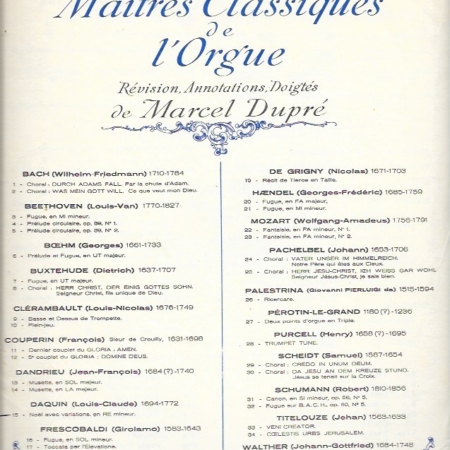 Maîtres Classiques
de
l'Orgue
Révision, Annotations, Doigtés
de Marcel Dupré
BACH (Wilhelm-Friedmann) 1710-1784
1 - Choral : DURCH ADAMS FALL. Par la chute d'Adam.
2 - Choral : WAS MEIN GOTT WILL. Ce que veut mon Dieu.
BEETHOVEN (Louis-Van) 1770-1827
3 - Fugue, en MI mineur.
4 - Prélude circulaire, op. 39, N° 1.
5 - Prélude circulaire, op. 39, N° 2.
BŒHM (Georges) 1661-1733
6 - Prélude et Fugue, en UT majeur.
BUXTEHUDE (Dietrich) 1637-1707
7 - Fugue, en UT majeur.
8 - Choral : HERR CHRIST, DER EINIG GOTTES SOHN.
Seigneur Christ, fils unique de Dieu.
CLÉRAMBAULT (Louis-Nicolas) 1676-1749
9 - Basse et Dessus de Trompette.
10 - Pleinjeu.
COUPERIN (François) Sieur de Crouilly, 1631-1698
11 - Dernier couplet du GLORIA : AMEN.
12 - 5e couplet du GLORIA : DOMINE DEUS.
DANDRIEU (Jean-François) 1684(?)-1740
13 - Musette, en SOL majeur.
14 - Musette, en LA mineur.
DAQUIN (Louis-Claude) 1694-1772
15 - Noël avec variations, en RE mineur.
FRESCOBALDI (Girolamo) 1583-1643
16 - Fugue, en SOL mineur.
17 - Toccata per l'Elevatione.
DE GRIGNY (Nicolas) 1671-1703
19 - Récit de Tierce en Taille.
HÆNDEL (Georges-Frédéric) 1685-1759
20 - Fugue, en FA majeur.
21 - Fugue, en MI mineur.
MOZART (Wolfgang-Amadeus) 1756-1791
22 - Fantaisie, en FA mineur, N° 1.
23 - Fantaisie, en FA mineur, N° 2.
PACHELBEL (Johann) 1653-1706
24 - Choral : VATER UNSER IM HIMMELREICH.
Notre Père qui êtes aux Cieux.
25 - Choral : HERR JESU-CHRIST, ICH WEISS GAR WOHL
Seigneur Jésus-Christ, je sais bien.
PALESTRINA (Giovanni PIERLUIGI da) 1515-1594
26 - Ricercare.
PÉROTIN-LE-GRAND 1180(?)-1236
27 - Deux points d'orgue en Triple.
PURCELL (Henry) 1658(?)-1695
28 - TRUMPET TUNE.
SCHEIDT (Samuel) 1587-1654
29 - Choral : CREDO IN UNUM DEUM.
30 - Choral : DA JESU AN DEM KREUZE STUND.
Jésus se tenait sur la Croix.
SCHUMANN (Robert) 1810-1856
31 - Canon, en SI mineur, op. 56, N° 5.
32 - Fugue sur B.A.C.H., op. 60, N° 5.
TITELOUZE (Jehan) 1563-1633
33 - VENI CREATOR.
34 - CŒLESTIS URBS JERUSALEM.
WALTHER (Johann-Gottfried) 1684-1748